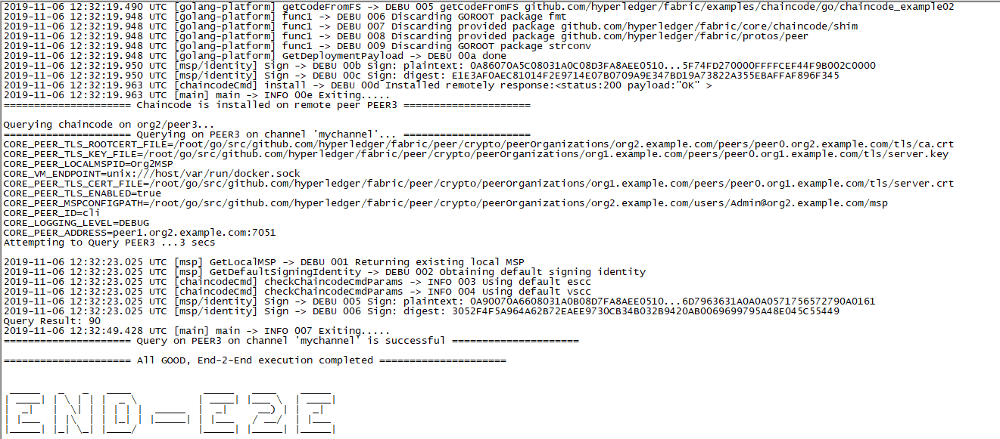 2019-11-06 12:32:19.490 UTC [golang-platform] getCodeFromFS -> DEBU 005 getCodeFromFS github.com/hyperledger/fabric/examples/chaincode/go/chaincode_example02
2019-11-06 12:32:19.948 UTC [golang-platform] func1 -> DEBU 006 Discarding GOROOT package fmt
2019-11-06 12:32:19.948 UTC [golang-platform] func1 -> DEBU 007 Discarding provided package github.com/hyperledger/fabric/core/chaincode/shim
2019-11-06 12:32:19.948 UTC [golang-platform] func1 -> DEBU 008 Discarding provided package github.com/hyperledger/fabric/protos/peer
2019-11-06 12:32:19.948 UTC [golang-platform] func1 -> DEBU 009 Discarding GOROOT package strconv
2019-11-06 12:32:19.948 UTC [golang-platform] GetDeploymentPayload -> DEBU 00a done
2019-11-06 12:32:19.950 UTC [msp/identity] Sign -> DEBU 00b Sign: plaintext: 0A86070A5C08031A0C08D3FA8AEE0510...5F74FD270000FFFFCEF44F9B002C0000
2019-11-06 12:32:19.950 UTC [msp/identity] Sign -> DEBU 00c Sign: digest: E1E3AF0AEC81014F2E9714E07B0709A9E347BD19A73822A355EBAFFAF896F345
2019-11-06 12:32:19.963 UTC [chaincodeCmd] install -> DEBU 00d Installed remotely response:<status:200 payload:"OK" >
2019-11-06 12:32:19.963 UTC [main] main -> INFO 00e Exiting.....
===================== Chaincode is installed on remote peer PEER3 =====================
Querying chaincode on org2/peer3...
===================== Querying on PEER3 on channel 'mychannel'... =====================
CORE_PEER_TLS_ROOTCERT_FILE=/root/go/src/github.com/hyperledger/fabric/peer/crypto/peerOrganizations/org2.example.com/peers/peer0.org2.example.com/tls/ca.crt
CORE_PEER_TLS_KEY_FILE=/root/go/src/github.com/hyperledger/fabric/peer/crypto/peerOrganizations/org1.example.com/peers/peer0.org1.example.com/tls/server.key
CORE_PEER_LOCALMSPID=Org2MSP
CORE_VM_ENDPOINT=unix:///host/var/run/docker.sock
CORE_PEER_TLS_CERT_FILE=/root/go/src/github.com/hyperledger/fabric/peer/crypto/peerOrganizations/org1.example.com/peers/peer0.org1.example.com/tls/server.crt
CORE_PEER_TLS_ENABLED=true
CORE_PEER_MSPCONFIGPATH=/root/go/src/github.com/hyperledger/fabric/peer/crypto/peerOrganizations/org2.example.com/users/Admin@org2.example.com/msp
CORE_PEER_ID=cli
CORE_LOGGING_LEVEL=DEBUG
CORE_PEER_ADDRESS=peer1.org2.example.com:7051
Attempting to Query PEER3 ...3 secs
2019-11-06 12:32:23.025 UTC [msp] GetLocalMSP -> DEBU 001 Returning existing local MSP
2019-11-06 12:32:23.025 UTC [msp] GetDefaultSigningIdentity -> DEBU 002 Obtaining default signing identity
2019-11-06 12:32:23.025 UTC [chaincodeCmd] checkChaincodeCmdParams -> INFO 003 Using default escc
2019-11-06 12:32:23.025 UTC [chaincodeCmd] checkChaincodeCmdParams -> INFO 004 Using default vscc
2019-11-06 12:32:23.025 UTC [msp/identity] Sign -> DEBU 005 Sign: plaintext: 0A90070A6608031A0B08D7FA8AEE0510...6D7963631A0A0A0571756572790A0161
2019-11-06 12:32:23.025 UTC [msp/identity] Sign -> DEBU 006 Sign: digest: 3052F4F5A964A62B72EAEE9730CB34B032B9420AB0069699795A48E045C55449
Query Result: 90
2019-11-06 12:32:49.428 UTC [main] main -> INFO 007 Exiting.....
===================== Query on PEER3 on channel 'mychannel' is successful =====================
===================== All GOOD, End-2-End execution completed =====================
END-E2E